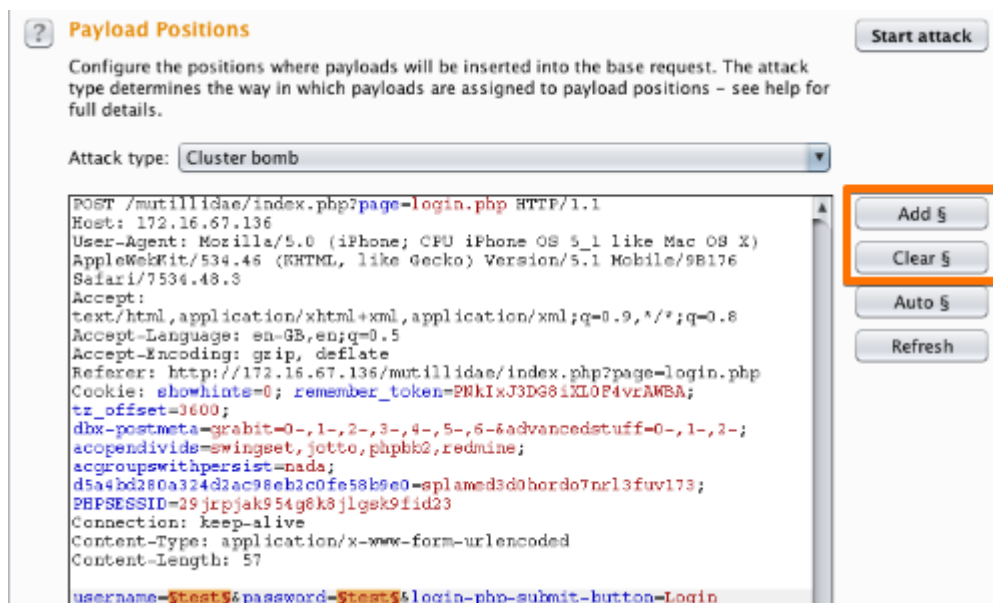 ?
Payload Positions
Start attack
Configure the positions where payloads will be inserted into the base request. The attack
type determines the way in which payloads are assigned to payload positions – see help for
full details.
Attack type: Cluster bomb
POST /mutillidae/index.php?page=login.php HTTP/1.1
Host: 172.16.67.136
User-Agent: Mozilla/5.0 (iPhone; CPU iPhone OS 5_1 like Mac OS X)
AppleWebKit/534.46 (KHTML, like Gecko) Version/5.1 Mobile/9B176
Safari/7534.48.3
Accept:
text/html,application/xhtml+xml,application/xml;q=0.9,*/*;q=0.8
Accept-Language: en-GB,en;q=0.5
Accept-Encoding: gzip, deflate
Referer: http://172.16.67.136/mutillidae/index.php?page=login.php
Cookie: showhints=0; remember_token=PNkIxJ3DG8iXL0F4vrAWBA;
tz_offset=3600;
dbx-postmeta=grabit=0-,1-,2-,3-,4-,5-,6-&advancedstuff=0-,1-,2-;
acopendivids=swingset,jotto,phpbb2,redmine;
acgroupswithpersist=nada;
d5a4bd280a324d2ac98eb2c0fe58b9e0=splamed3d0hordo7nrl3fuv173;
PHPSESSID=29jrpjak954g8k8jlgsk9fid23
Connection: keep-alive
Content-Type: application/x-www-form-urlencoded
Content-Length: 57
username=§test§&password=§test§&login-php-submit-button=Login
Add §
Clear §
Auto §
Refresh